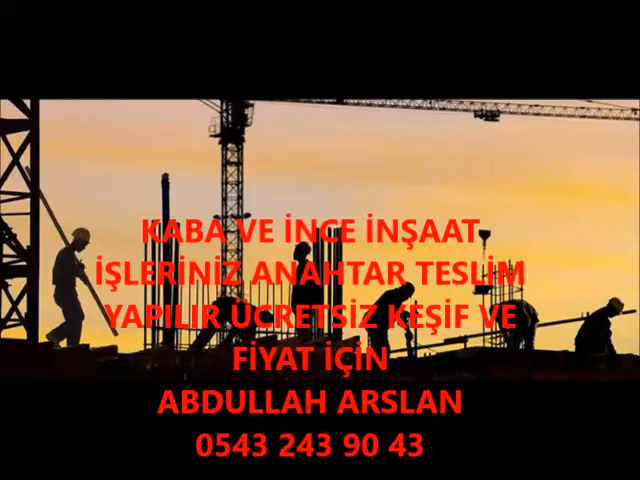 KABA VE İNCE İNŞAAT
İŞLERİNİZ ANAHTAR TESLİM
YAPILIR ÜCRETSİZ KEŞİF VE
FİYAT İÇİN
ABDULLAH ARSLAN
0543 243 90 43